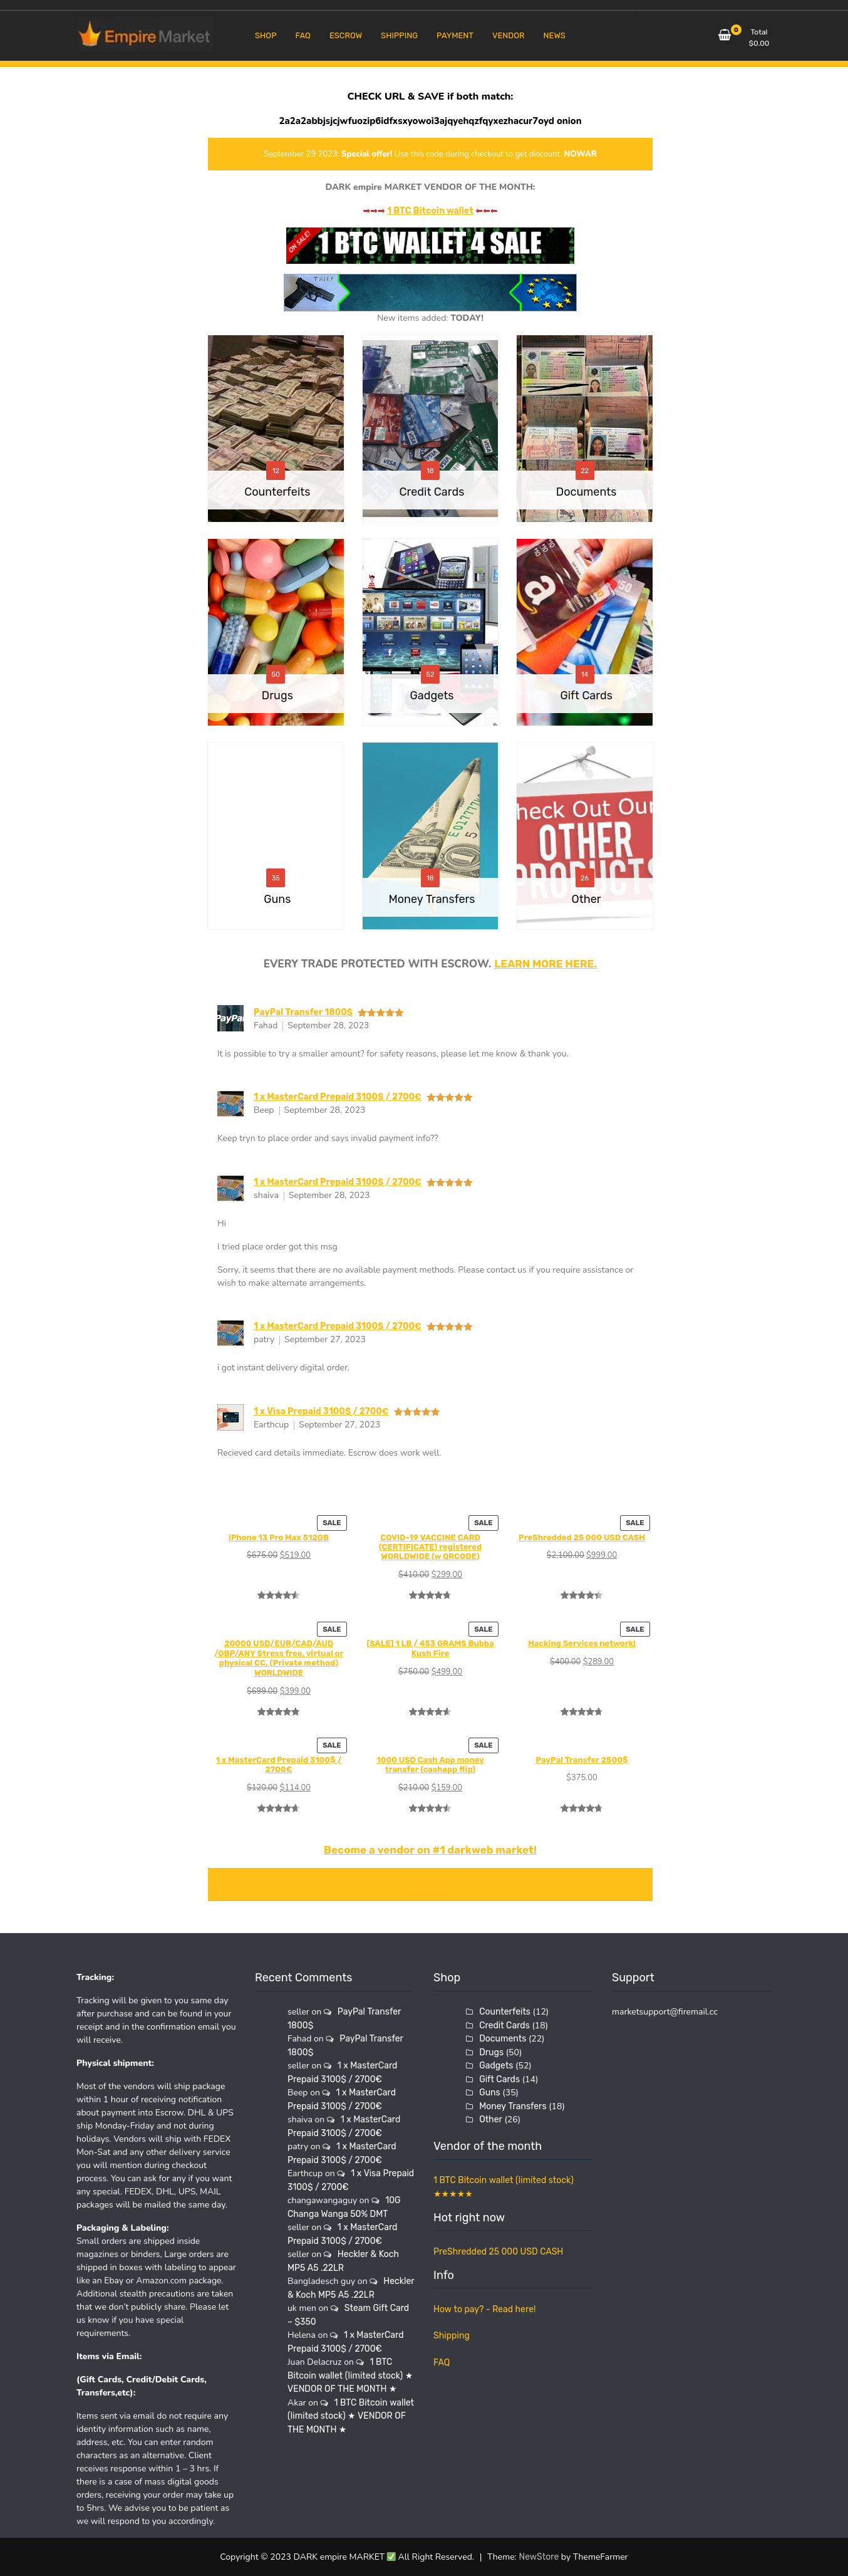 Empire Market
SHOP FAQ ESCROW SHIPPING PAYMENT VENDOR NEWS
0
Total
$0.00
CHECK URL & SAVE if both match:
2a2a2abbjsjcjwfuozip6idfxsxyowoi3ajqyehqzfqyxezhacur7oyd onion
September 29 2023: Special offer! Use this code during checkout to get discount: NOWAR
DARK empire MARKET VENDOR OF THE MONTH:
➡➡➡ 1 BTC Bitcoin wallet ⬅⬅⬅
ON SALE!
1 BTC WALLET 4 SALE
THIEF
New items added: TODAY!
12
Counterfeits
18
Credit Cards
22
Documents
50
Drugs
52
Gadgets
14
Gift Cards
35
Guns
18
Money Transfers
Check Out Our
OTHER
PRODUCTS
26
Other
EVERY TRADE PROTECTED WITH ESCROW. LEARN MORE HERE.
PayPal
PayPal Transfer 1800$ ★★★★★
Fahad | September 28, 2023
It is possible to try a smaller amount? for safety reasons, please let me know & thank you.
1 x MasterCard Prepaid 3100$ / 2700€ ★★★★★
Beep | September 28, 2023
Keep tryn to place order and says invalid payment info??
1 x MasterCard Prepaid 3100$ / 2700€ ★★★★★
shaiva | September 28, 2023
Hi
I tried place order got this msg
Sorry, it seems that there are no available payment methods. Please contact us if you require assistance or
wish to make alternate arrangements.
1 x MasterCard Prepaid 3100$ / 2700€ ★★★★★
patry | September 27, 2023
i got instant delivery digital order.
1 x Visa Prepaid 3100$ / 2700€ ★★★★★
Earthcup | September 27, 2023
Recieved card details immediate. Escrow does work well.
SALE
iPhone 13 Pro Max 512GB
$675.00 $519.00
SALE
COVID-19 VACCINE CARD
(CERTIFICATE) registered
WORLDWIDE (w QRCODE)
$410.00 $299.00
SALE
PreShredded 25 000 USD CASH
$2,100.00 $999.00
SALE
20000 USD/EUR/CAD/AUD
/GBP/ANY Stress free, virtual or
physical CC. (Private method)
WORLDWIDE
$699.00 $399.00
SALE
[SALE] 1 LB / 453 GRAMS Bubba
Kush Fire
$750.00 $499.00
SALE
Hacking Services network!
$400.00 $289.00
SALE
1 x MasterCard Prepaid 3100$ /
2700€
$120.00 $114.00
SALE
1000 USD Cash App money
transfer (cashapp flip)
$210.00 $159.00
PayPal Transfer 2500$
$375.00
Become a vendor on #1 darkweb market!
Tracking:
Tracking will be given to you same day
after purchase and can be found in your
receipt and in the confirmation email you
will receive.
Physical shipment:
Most of the vendors will ship package
within 1 hour of receiving notification
about payment into Escrow. DHL & UPS
ship Monday-Friday and not during
holidays. Vendors will ship with FEDEX
Mon-Sat and any other delivery service
you will mention during checkout
process. You can ask for any if you want
any special. FEDEX, DHL, UPS, MAIL
packages will be mailed the same day.
Packaging & Labeling:
Small orders are shipped inside
magazines or binders, Large orders are
shipped in boxes with labeling to appear
like an Ebay or Amazon.com package.
Additional stealth precautions are taken
that we don't publicly share. Please let
us know if you have special
requirements.
Items via Email:
(Gift Cards, Credit/Debit Cards,
Transfers,etc):
Items sent via email do not require any
identity information such as name,
address, etc. You can enter random
characters as an alternative. Client
receives response within 1 – 3 hrs. If
there is a case of mass digital goods
orders, receiving your order may take up
to 5hrs. We advise you to be patient as
we will respond to you accordingly.
Recent Comments
seller on PayPal Transfer
1800$
Fahad on PayPal Transfer
1800$
seller on 1 x MasterCard
Prepaid 3100$ / 2700€
Beep on 1 x MasterCard
Prepaid 3100$ / 2700€
shaiva on 1 x MasterCard
Prepaid 3100$ / 2700€
patry on 1 x MasterCard
Prepaid 3100$ / 2700€
Earthcup on 1 x Visa Prepaid
3100$ / 2700€
changawangaguy on 10G
Changa Wanga 50% DMT
seller on 1 x MasterCard
Prepaid 3100$ / 2700€
seller on Heckler & Koch
MP5 A5 .22LR
Bangladesch guy on Heckler
& Koch MP5 A5 .22LR
uk men on Steam Gift Card
– $350
Helena on 1 x MasterCard
Prepaid 3100$ / 2700€
Juan Delacruz on 1 BTC
Bitcoin wallet (limited stock) ★
VENDOR OF THE MONTH ★
Akar on 1 BTC Bitcoin wallet
(limited stock) ★ VENDOR OF
THE MONTH ★
Shop
Counterfeits (12)
Credit Cards (18)
Documents (22)
Drugs (50)
Gadgets (52)
Gift Cards (14)
Guns (35)
Money Transfers (18)
Other (26)
Vendor of the month
1 BTC Bitcoin wallet (limited stock)
★★★★★
Hot right now
PreShredded 25 000 USD CASH
Info
How to pay? - Read here!
Shipping
FAQ
Support
marketsupport@firemail.cc
Copyright © 2023 DARK empire MARKET ✅ All Right Reserved. | Theme: NewStore by ThemeFarmer